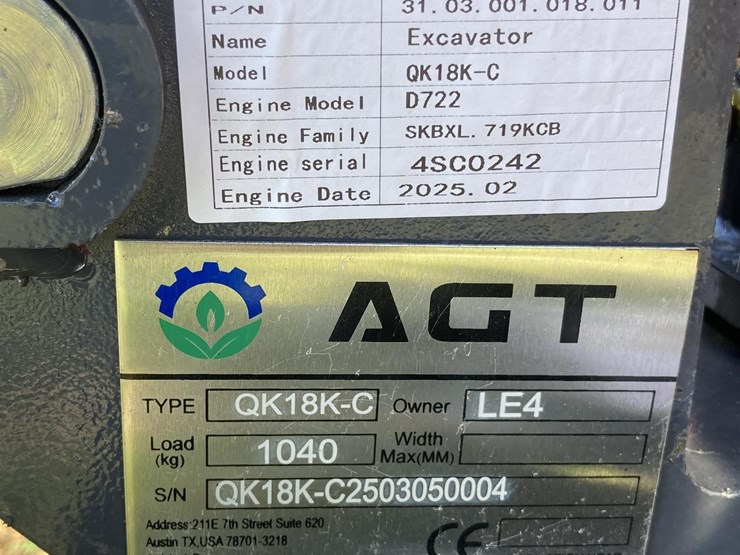 P/N 31.03.001.018.011
Name Excavator
Model QK18K-C
Engine Model D722
Engine Family SKBXL.719KCB
Engine serial 4SC0242
Engine Date 2025.02
AGT
TYPE QK18K-C Owner LE4
Load (kg) 1040 Width Max(MM)
S/N QK18K-C2503050004
Address:211E 7th Street Suite 620
Austin TX,USA 78701-3218
CE